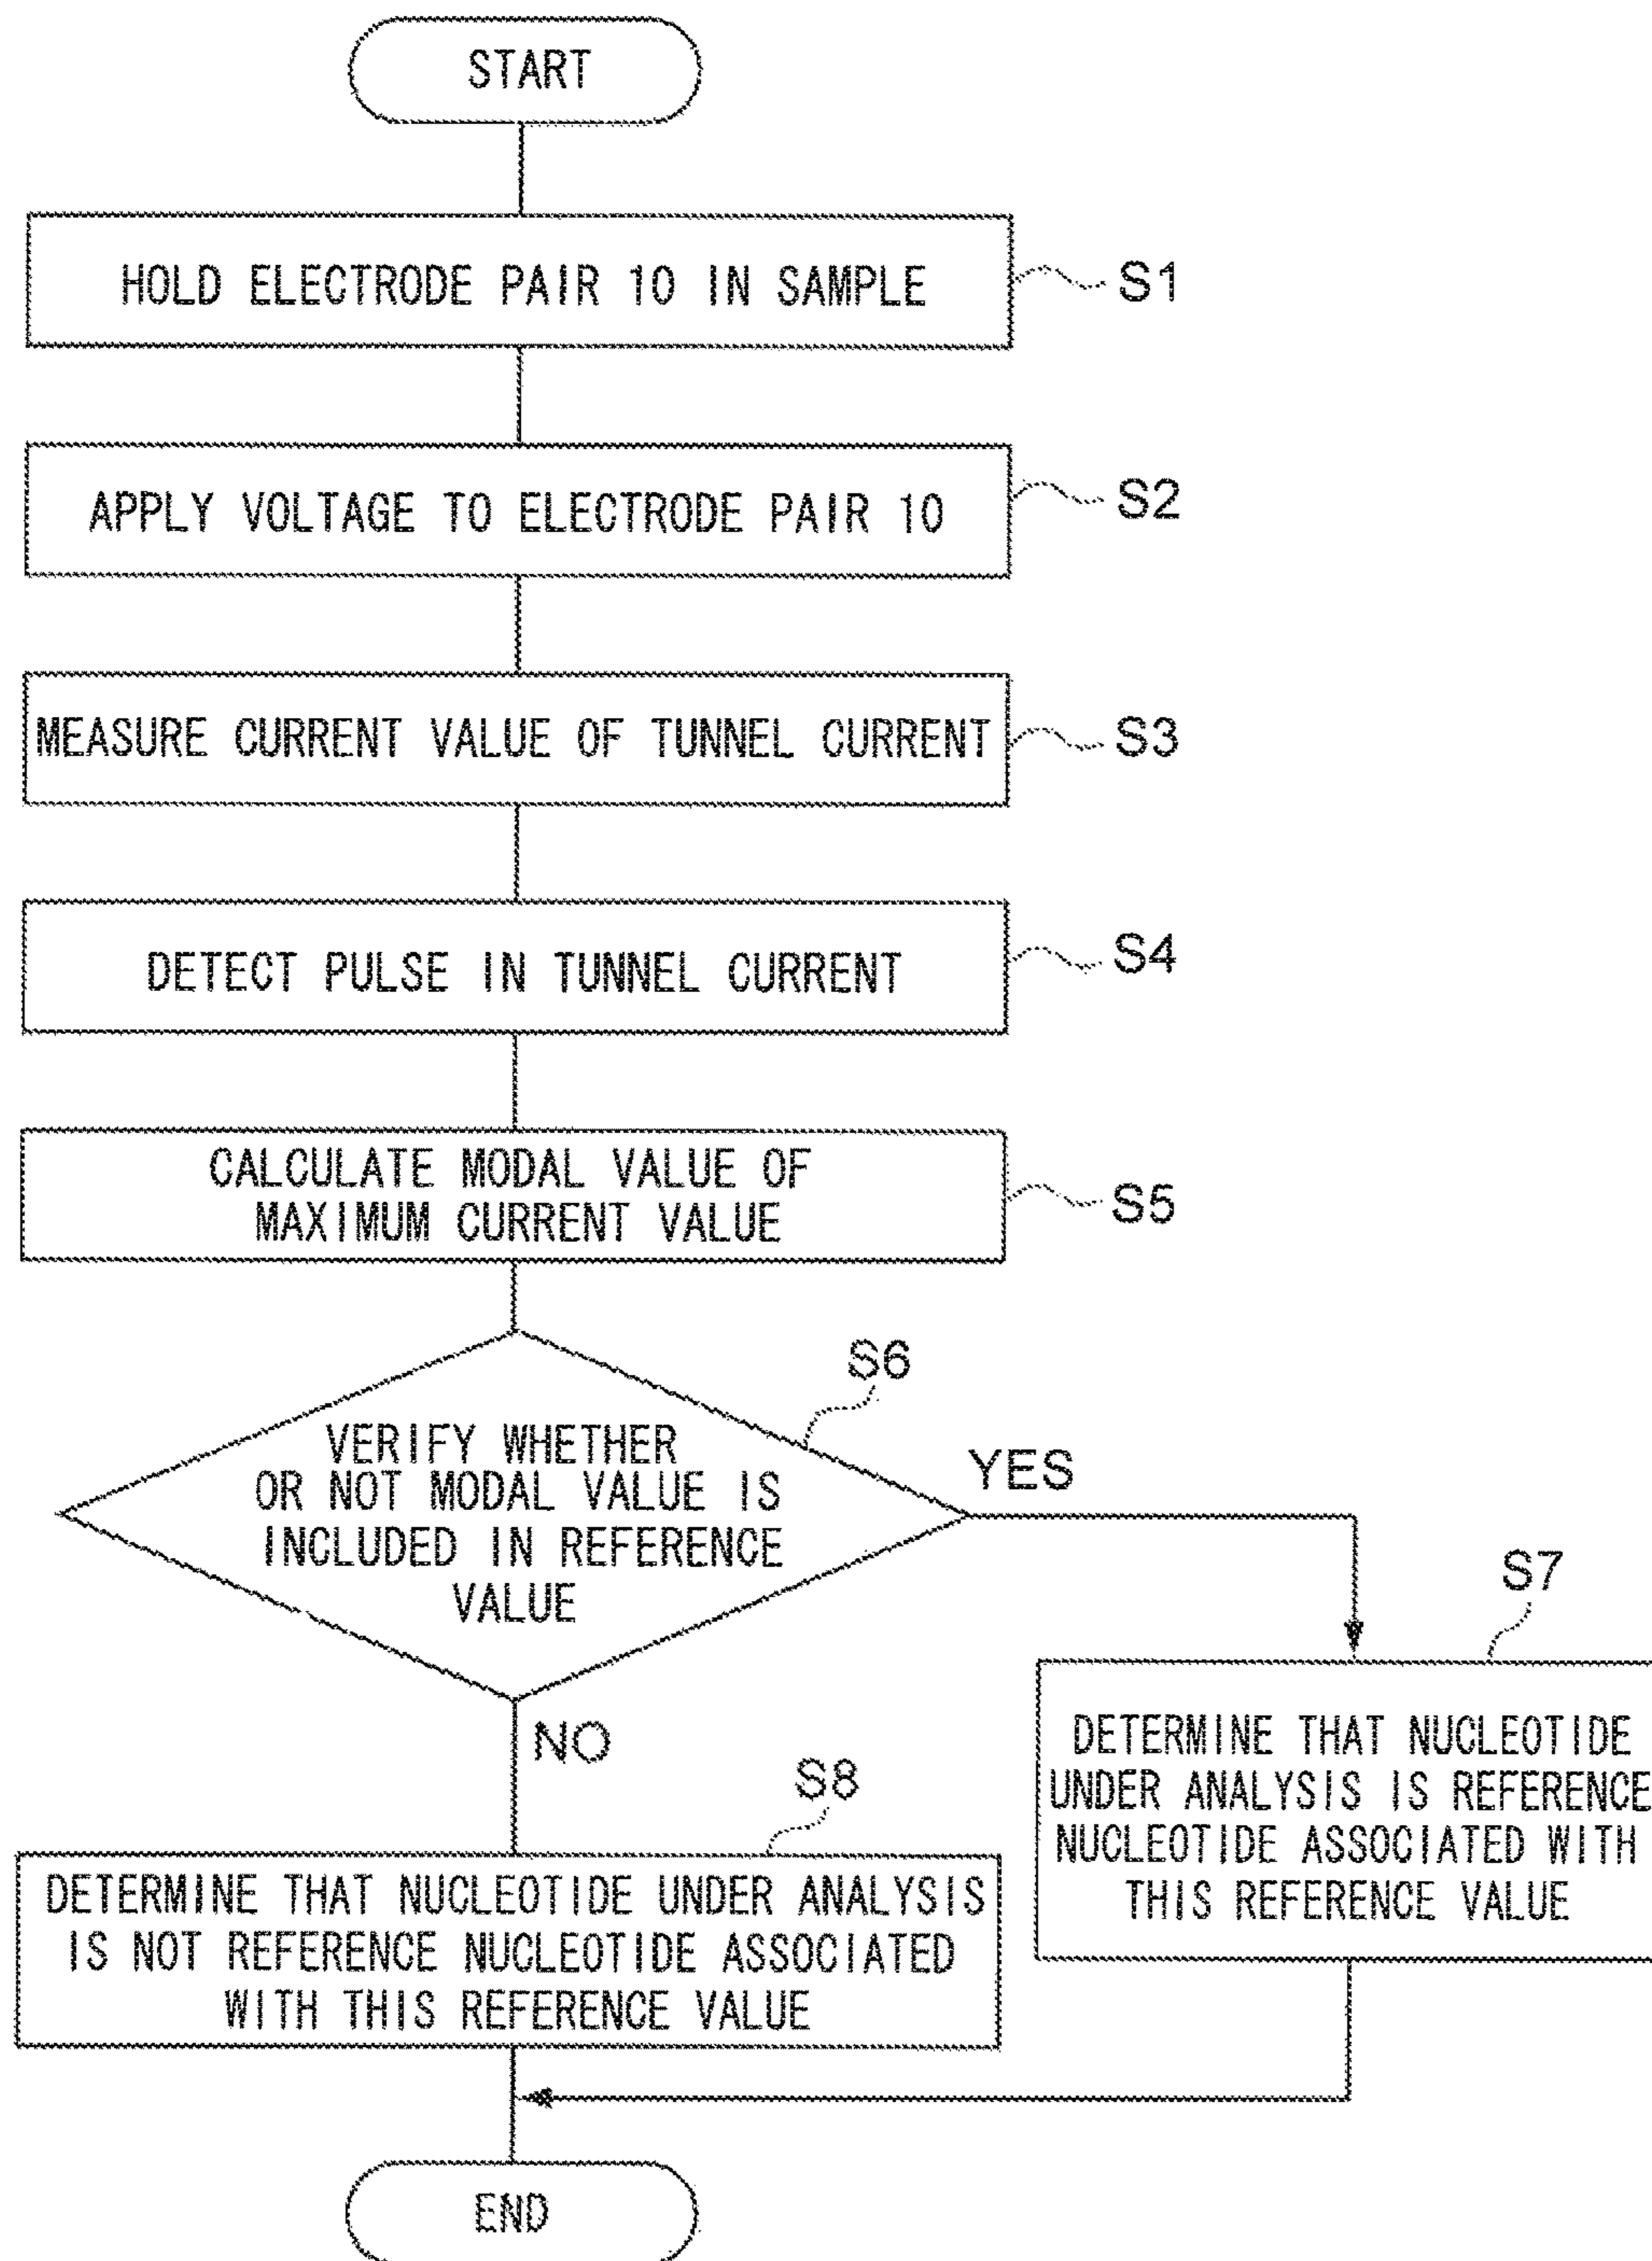 START
HOLD ELECTRODE PAIR 10 IN SAMPLE
S1
APPLY VOLTAGE TO ELECTRODE PAIR 10
S2
MEASURE CURRENT VALUE OF TUNNEL CURRENT
S3
DETECT PULSE IN TUNNEL CURRENT
S4
CALCULATE MODAL VALUE OF
MAXIMUM CURRENT VALUE
S5
S6
VERIFY WHETHER
OR NOT MODAL VALUE IS
INCLUDED IN REFERENCE
VALUE
YES
NO
S7
DETERMINE THAT NUCLEOTIDE
UNDER ANALYSIS IS REFERENCE
NUCLEOTIDE ASSOCIATED WITH
THIS REFERENCE VALUE
S8
DETERMINE THAT NUCLEOTIDE UNDER ANALYSIS
IS NOT REFERENCE NUCLEOTIDE ASSOCIATED
WITH THIS REFERENCE VALUE
END